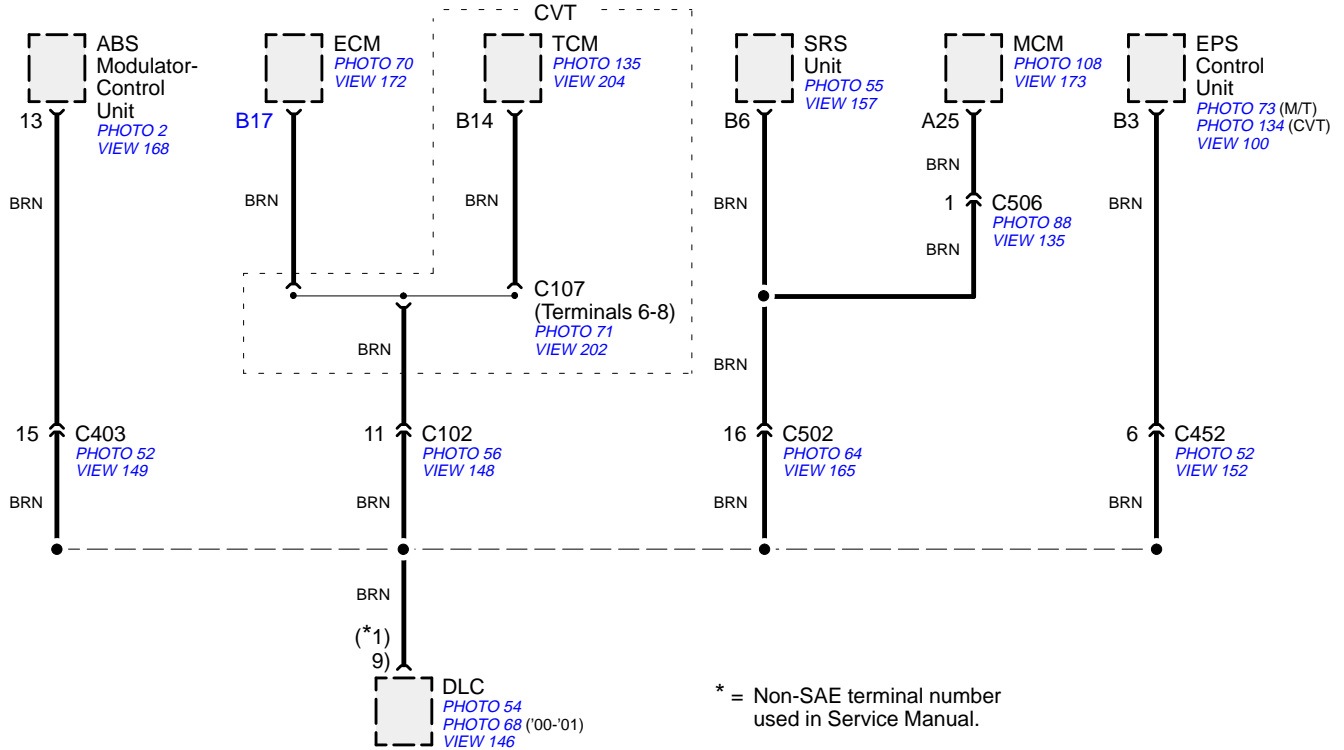 CVT
ABS
Modulator-
Control
Unit
PHOTO 2
VIEW 168
13
BRN
ECM
PHOTO 70
VIEW 172
B17
BRN
TCM
PHOTO 135
VIEW 204
B14
BRN
SRS
Unit
PHOTO 55
VIEW 157
B6
BRN
MCM
PHOTO 108
VIEW 173
A25
BRN
1
C506
PHOTO 88
VIEW 135
BRN
EPS
Control
Unit
PHOTO 73 (M/T)
PHOTO 134 (CVT)
VIEW 100
B3
BRN
C107
(Terminals 6-8)
PHOTO 71
VIEW 202
BRN
BRN
15
C403
PHOTO 52
VIEW 149
BRN
11
C102
PHOTO 56
VIEW 148
BRN
16
C502
PHOTO 64
VIEW 165
BRN
6
C452
PHOTO 52
VIEW 152
BRN
BRN
(*1)
9)
DLC
PHOTO 54
PHOTO 68 ('00-'01)
VIEW 146
* = Non-SAE terminal number
used in Service Manual.